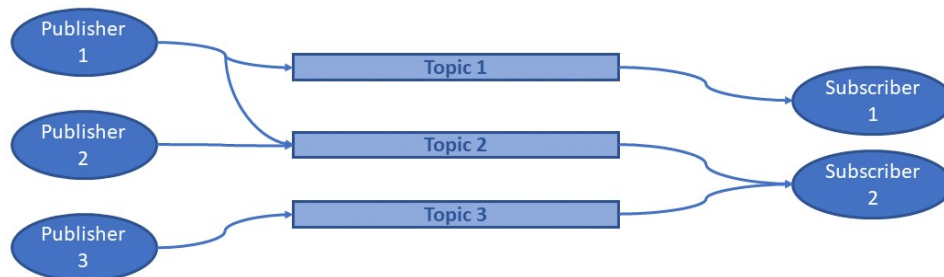 Publisher
1
Topic 1
Subscriber
1
Publisher
2
Topic 2
Subscriber
2
Publisher
3
Topic 3